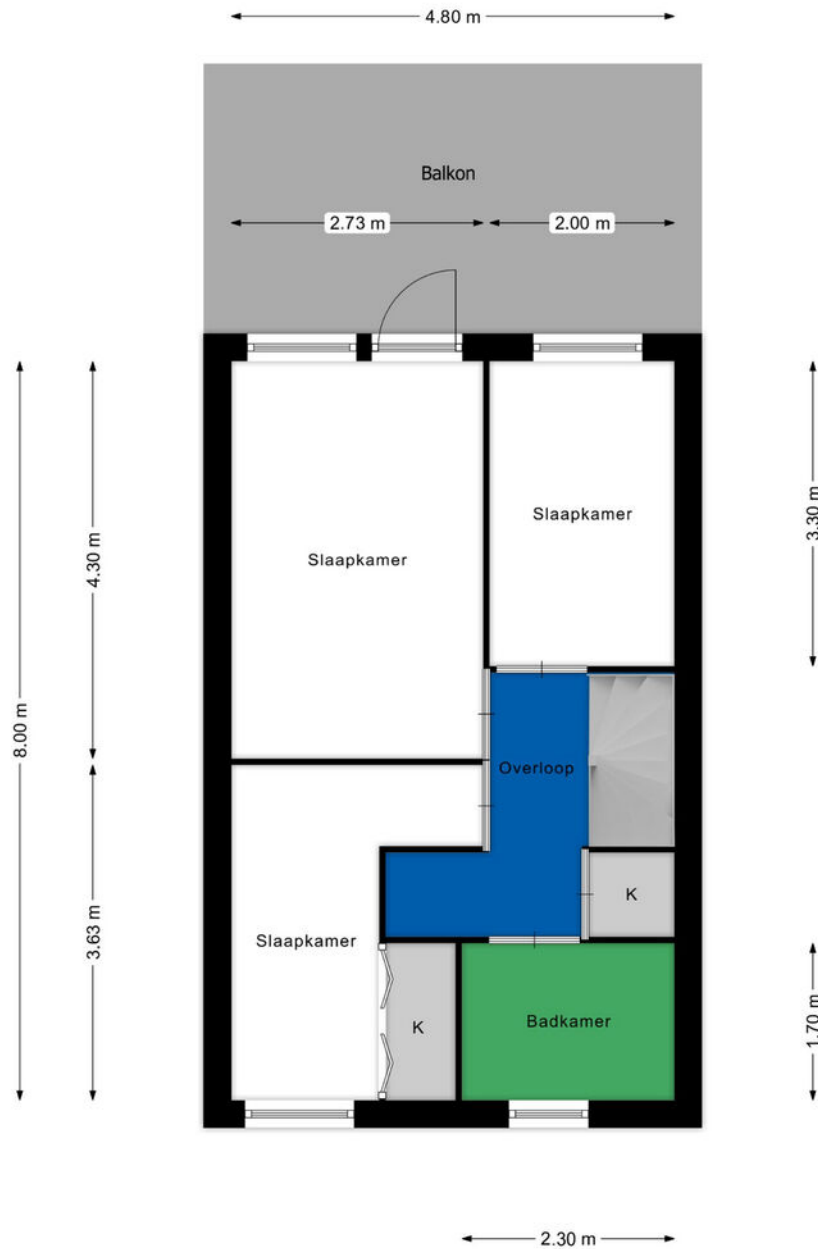 4.80 m
Balkon
2.73 m
2.00 m
8.00 m
4.30 m
3.30 m
Slaapkamer
Slaapkamer
Overloop
K
3.63 m
Slaapkamer
K
Badkamer
1.70 m
2.30 m